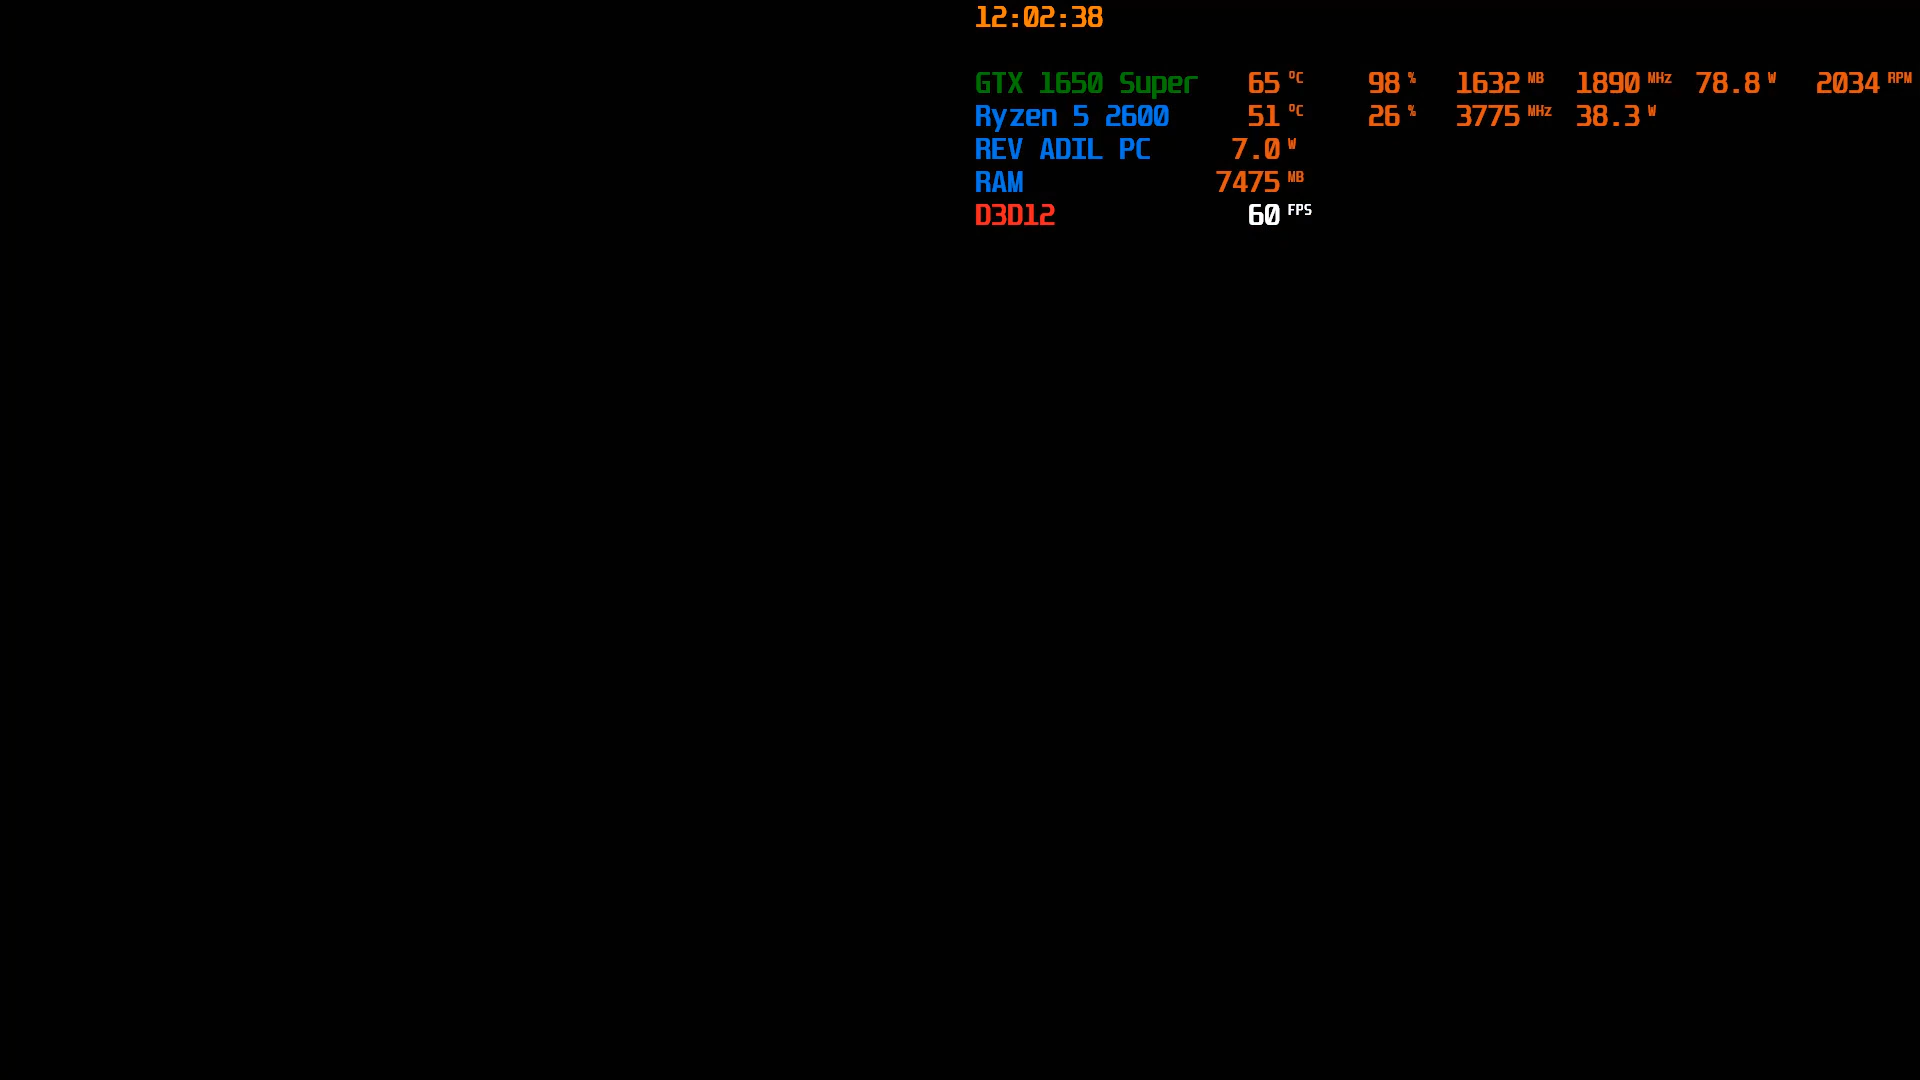 12:02:38
GTX 1650 Super 65 °C 98 % 1632 MB 1890 MHz 78.8 W 2034 RPM
Ryzen 5 2600 51 °C 26 % 3775 MHz 38.3 W
REV ADIL PC 7.0 W
RAM 7475 MB
D3D12 60 FPS